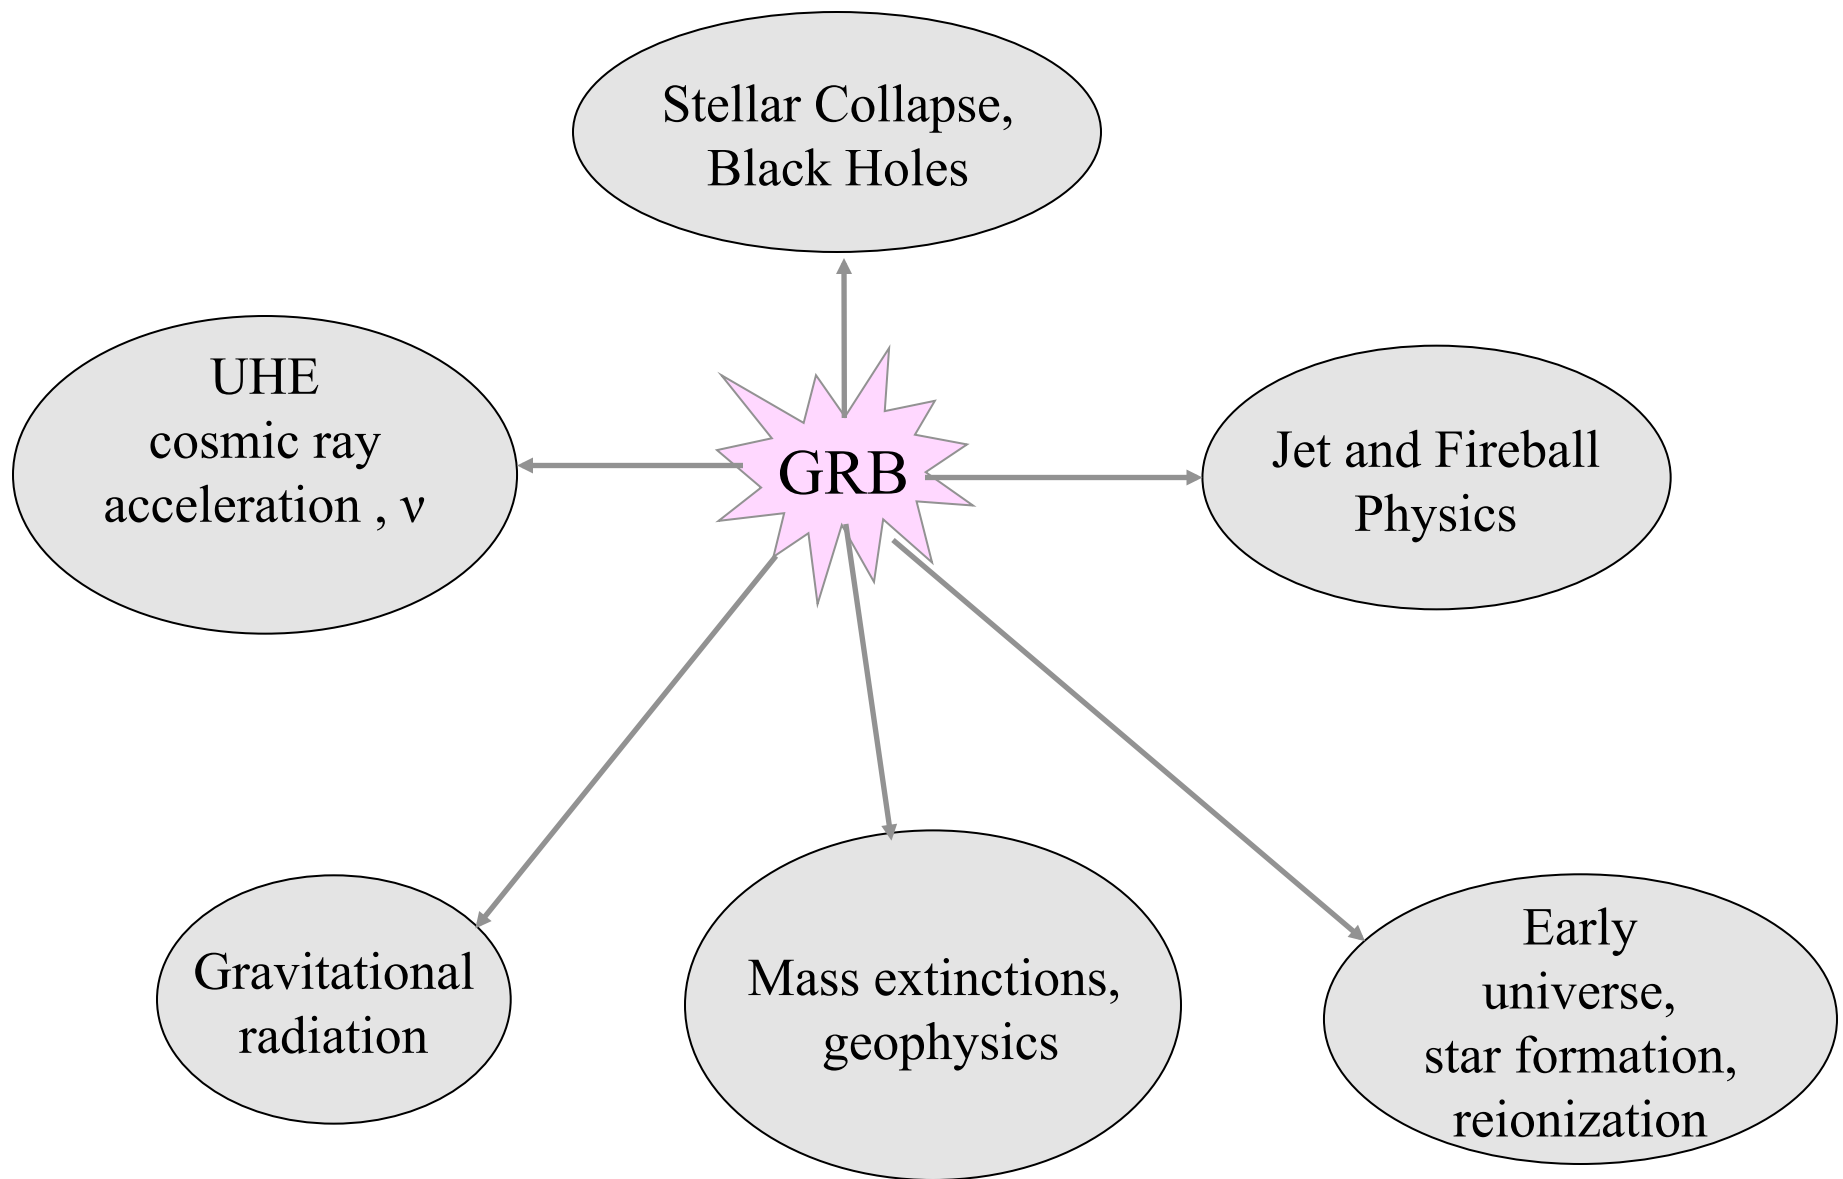 Stellar Collapse,
Black Holes
UHE
cosmic ray
acceleration , ν
GRB
Jet and Fireball
Physics
Gravitational
radiation
Mass extinctions,
geophysics
Early
universe,
star formation,
reionization